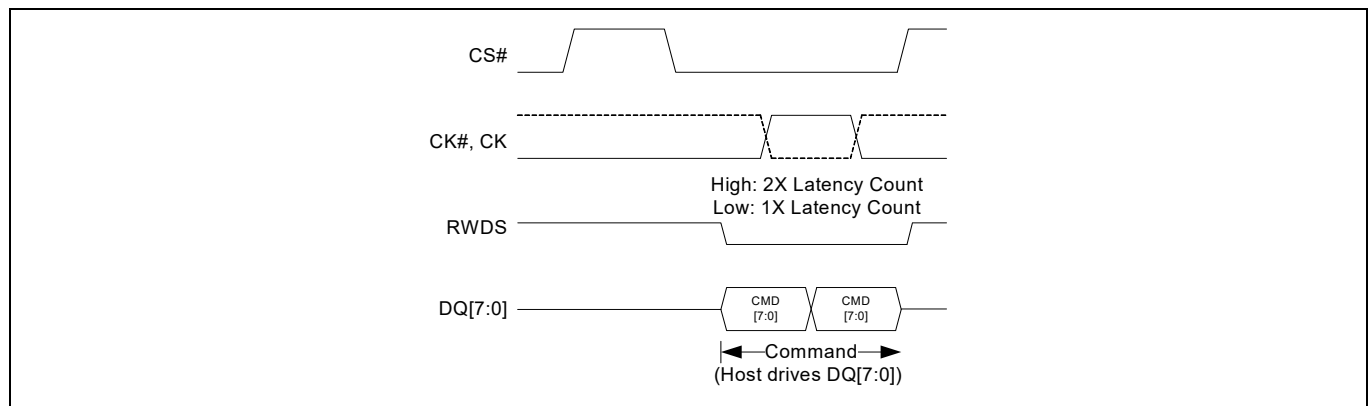 CS#
CK#, CK
High: 2X Latency Count
Low: 1X Latency Count
RWDS
DQ[7:0]
CMD
[7:0]
CMD
[7:0]
Command
(Host drives DQ[7:0])